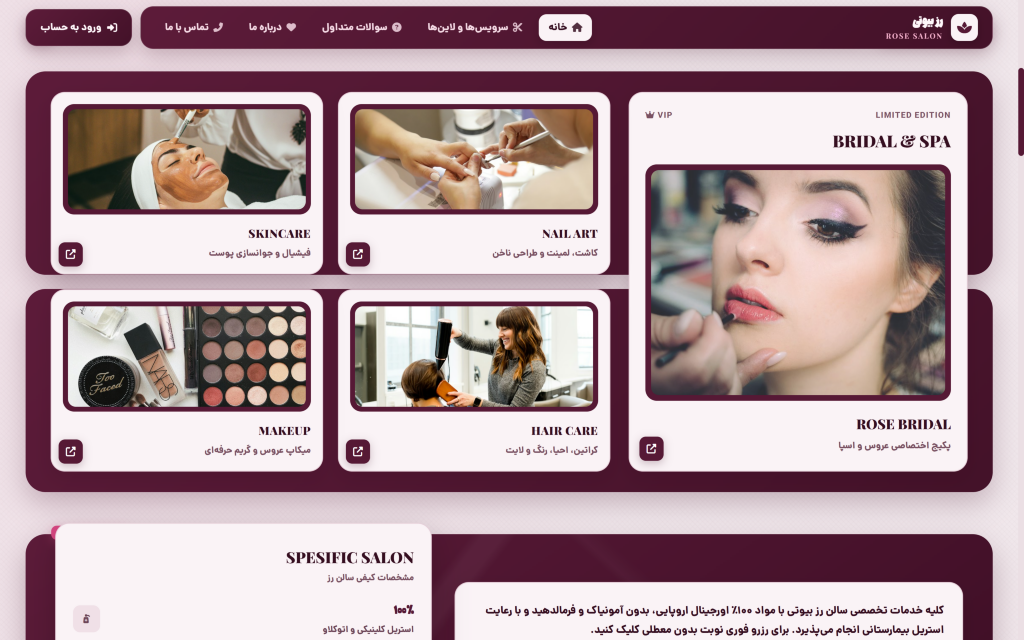 رز بیوتی
ROSE SALON
خانه
سرویس‌ها و لاین‌ها
سوالات متداول
درباره ما
تماس با ما
ورود به حساب
LIMITED EDITION
VIP
BRIDAL & SPA
ROSE BRIDAL
پکیج اختصاصی عروس و اسپا
NAIL ART
کاشت، لمینت و طراحی ناخن
SKINCARE
فیشیال و جوانسازی پوست
HAIR CARE
کراتین، احیا، رنگ و لایت
Too Faced
NARS
MAKEUP
میکاپ عروس و گریم حرفه‌ای
کلیه خدمات تخصصی سالن رز بیوتی با مواد ۱۰۰٪ اورجینال اروپایی، بدون آمونیاک و فرمالدهید و با رعایت
استریل بیمارستانی انجام می‌پذیرد. برای رزرو فوری نوبت بدون معطلی کلیک کنید.
SPESIFIC SALON
مشخصات کیفی سالن رز
۱۰۰٪
استریل کلینیکی و اتوکلاو